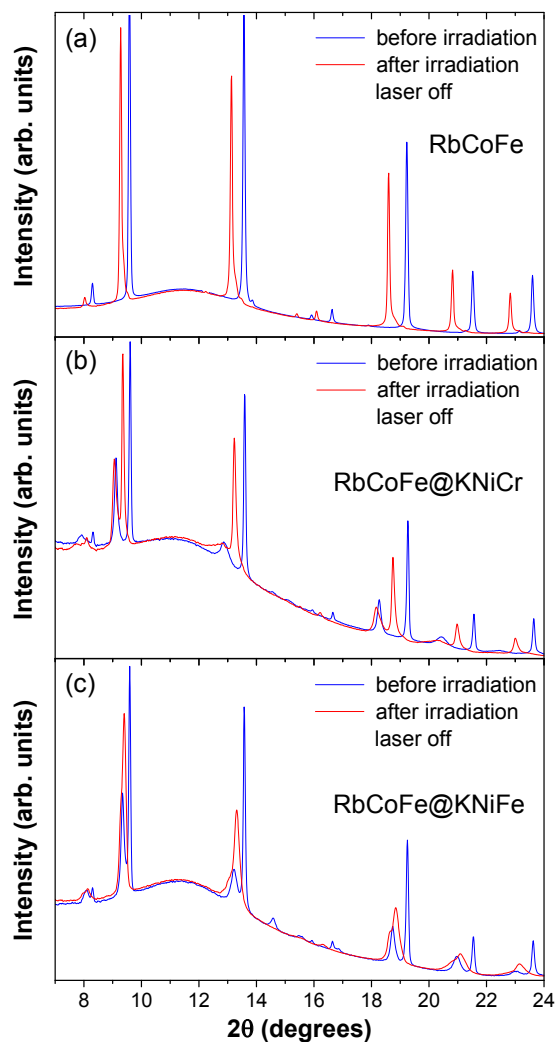 (a)
before irradiation
after irradiation
laser off
RbCoFe
Intensity (arb. units)
(b)
before irradiation
after irradiation
laser off
RbCoFe@KNiCr
Intensity (arb. units)
(c)
before irradiation
after irradiation
laser off
RbCoFe@KNiFe
Intensity (arb. units)
8 10 12 14 16 18 20 22 24
2θ (degrees)